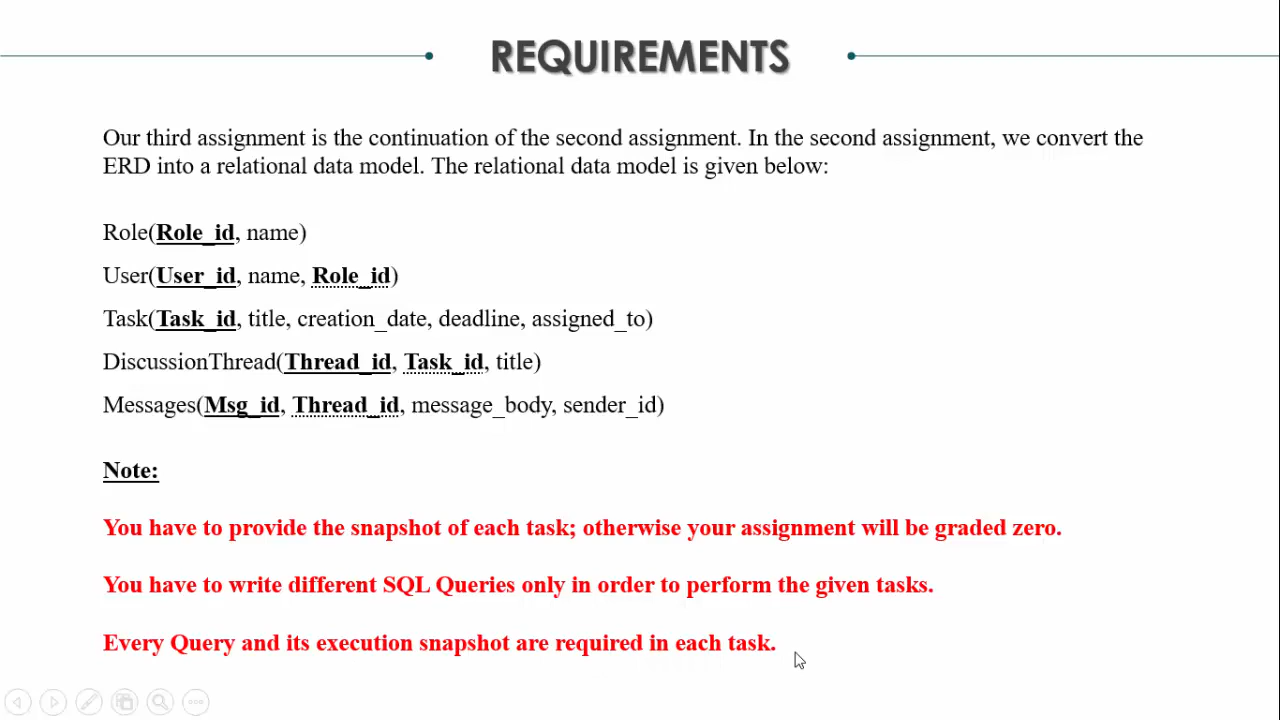 REQUIREMENTS
Our third assignment is the continuation of the second assignment. In the second assignment, we convert the
ERD into a relational data model. The relational data model is given below:
Role(Role_id, name)
User(User_id, name, Role_id)
Task(Task_id, title, creation_date, deadline, assigned_to)
DiscussionThread(Thread_id, Task_id, title)
Messages(Msg_id, Thread_id, message_body, sender_id)
Note:
You have to provide the snapshot of each task; otherwise your assignment will be graded zero.
You have to write different SQL Queries only in order to perform the given tasks.
Every Query and its execution snapshot are required in each task.